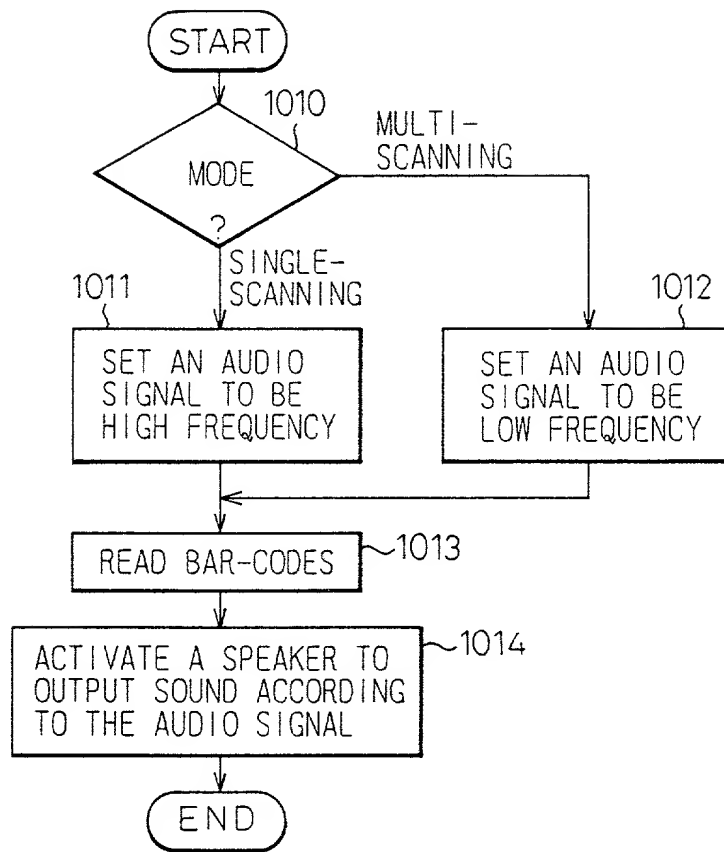 START
1010
MODE
?
MULTI-
SCANNING
SINGLE-
SCANNING
1011
SET AN AUDIO
SIGNAL TO BE
HIGH FREQUENCY
1012
SET AN AUDIO
SIGNAL TO BE
LOW FREQUENCY
READ BAR-CODES
1013
ACTIVATE A SPEAKER TO
OUTPUT SOUND ACCORDING
TO THE AUDIO SIGNAL
1014
END